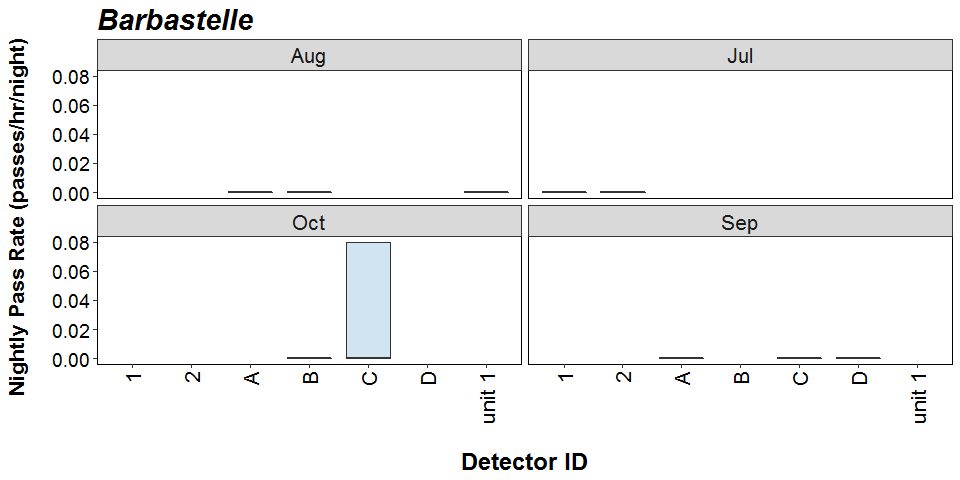 Barbastelle
Nightly Pass Rate (passes/hr/night)
Aug
Jul
0.08
0.06
0.04
0.02
0.00
Oct
Sep
0.08
0.06
0.04
0.02
0.00
1 2 A B C D unit 1
1 2 A B C D unit 1
Detector ID